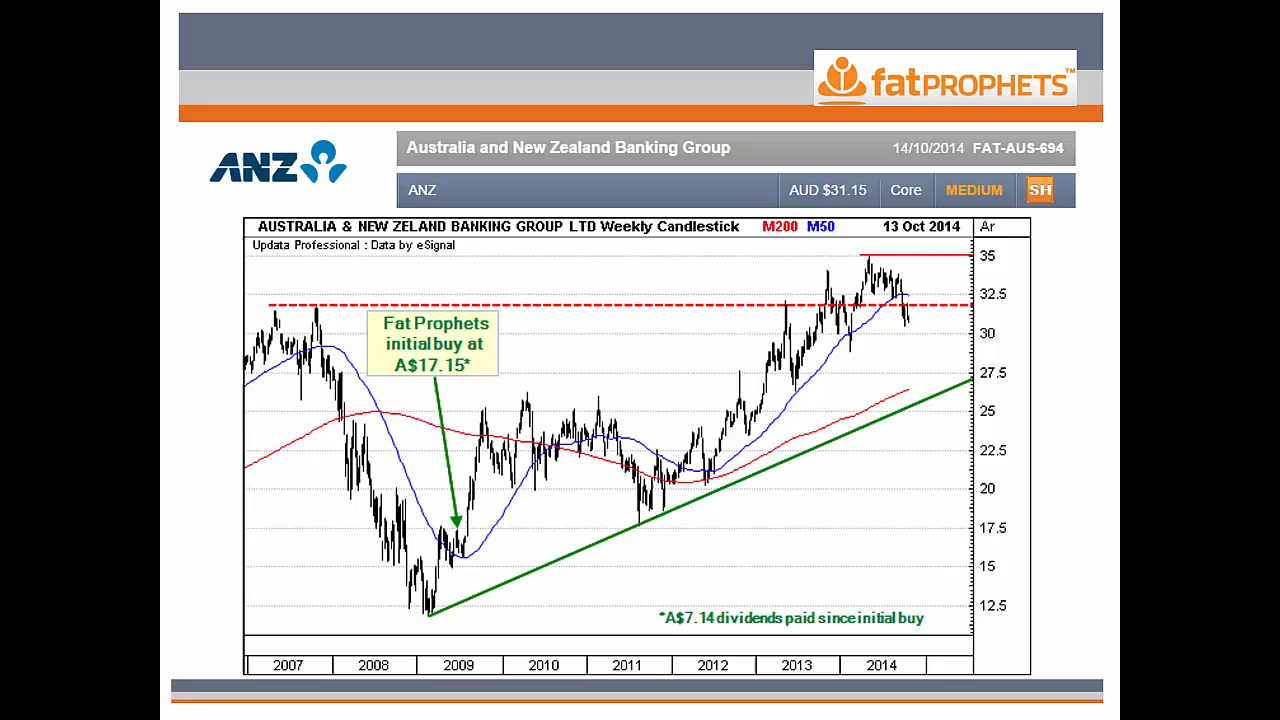 fatPROPHETS™
ANZ
Australia and New Zealand Banking Group 14/10/2014 FAT-AUS-694
ANZ AUD $31.15 Core MEDIUM SH
AUSTRALIA & NEW ZELAND BANKING GROUP LTD Weekly Candlestick M200 M50 13 Oct 2014 Ar
Updata Professional : Data by eSignal
35
32.5
Fat Prophets
initial buy at
A$17.15*
30
27.5
25
22.5
20
17.5
15
12.5
*A$7.14 dividends paid since initial buy
2007 2008 2009 2010 2011 2012 2013 2014